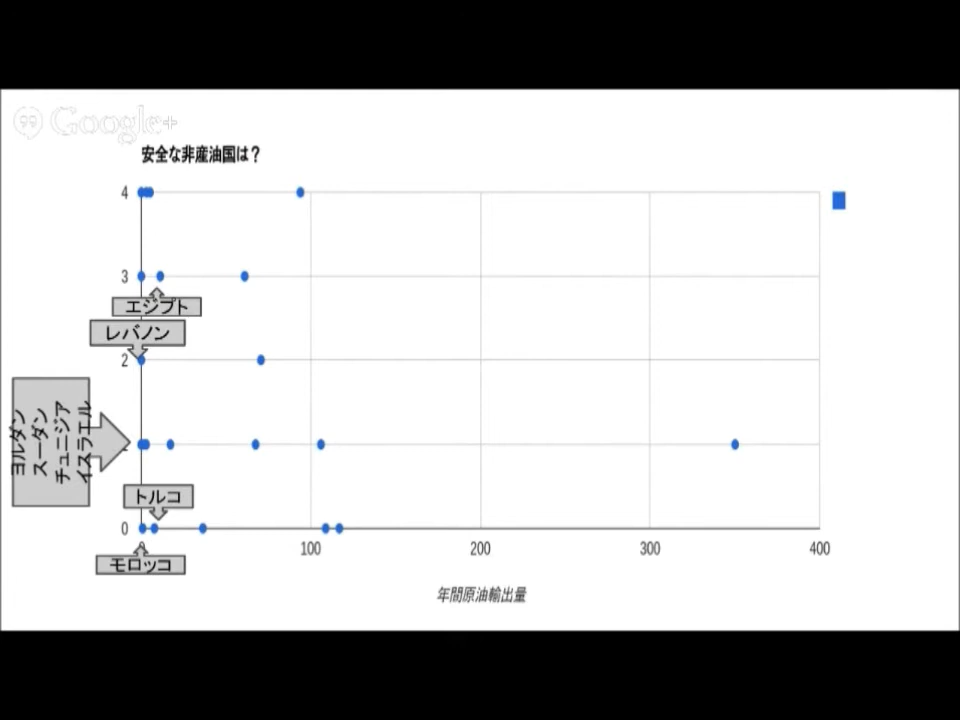 Google+
安全な非産油国は？
4
3
エジプト
レバノン
2
ヨルダン
スーダン
チュニジア
イスラエル
トルコ
0
100
200
300
400
モロッコ
年間原油輸出量